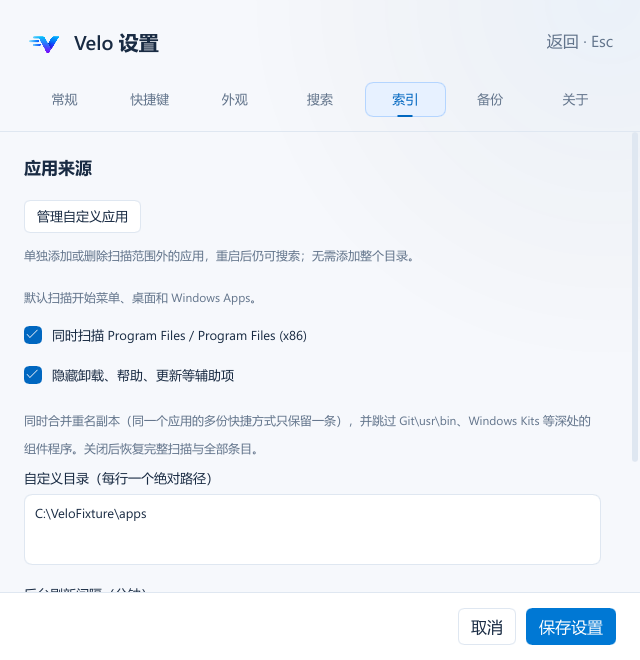 Velo 设置
返回 · Esc
常规
快捷键
外观
搜索
索引
备份
关于
应用来源
管理自定义应用
单独添加或删除扫描范围外的应用，重启后仍可搜索；无需添加整个目录。
默认扫描开始菜单、桌面和 Windows Apps。
同时扫描 Program Files / Program Files (x86)
隐藏卸载、帮助、更新等辅助项
同时合并重名副本（同一个应用的多份快捷方式只保留一条），并跳过 Git\usr\bin、Windows Kits 等深处的
组件程序。关闭后恢复完整扫描与全部条目。
自定义目录（每行一个绝对路径）
C:\VeloFixture\apps
后台刷新间隔（分钟）
取消
保存设置